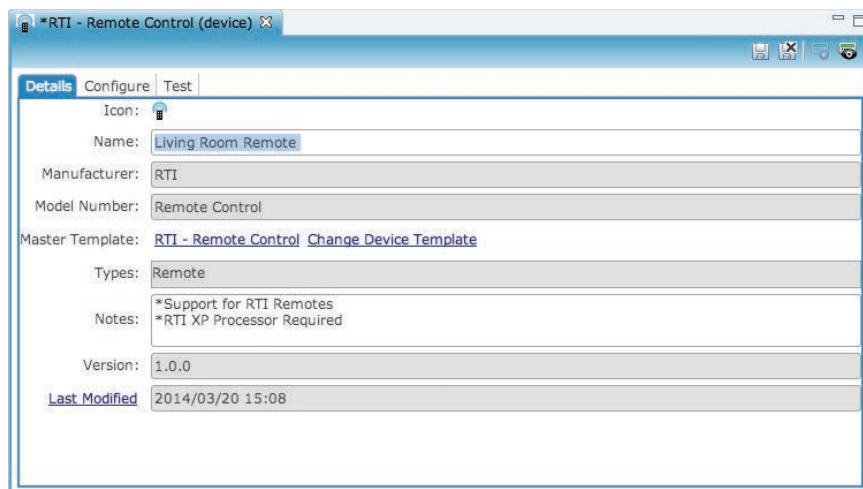 *RTI - Remote Control (device)
Details Configure Test
Icon:
Name: Living Room Remote
Manufacturer: RTI
Model Number: Remote Control
Master Template: RTI - Remote Control Change Device Template
Types: Remote
Notes: *Support for RTI Remotes
*RTI XP Processor Required
Version: 1.0.0
Last Modified 2014/03/20 15:08